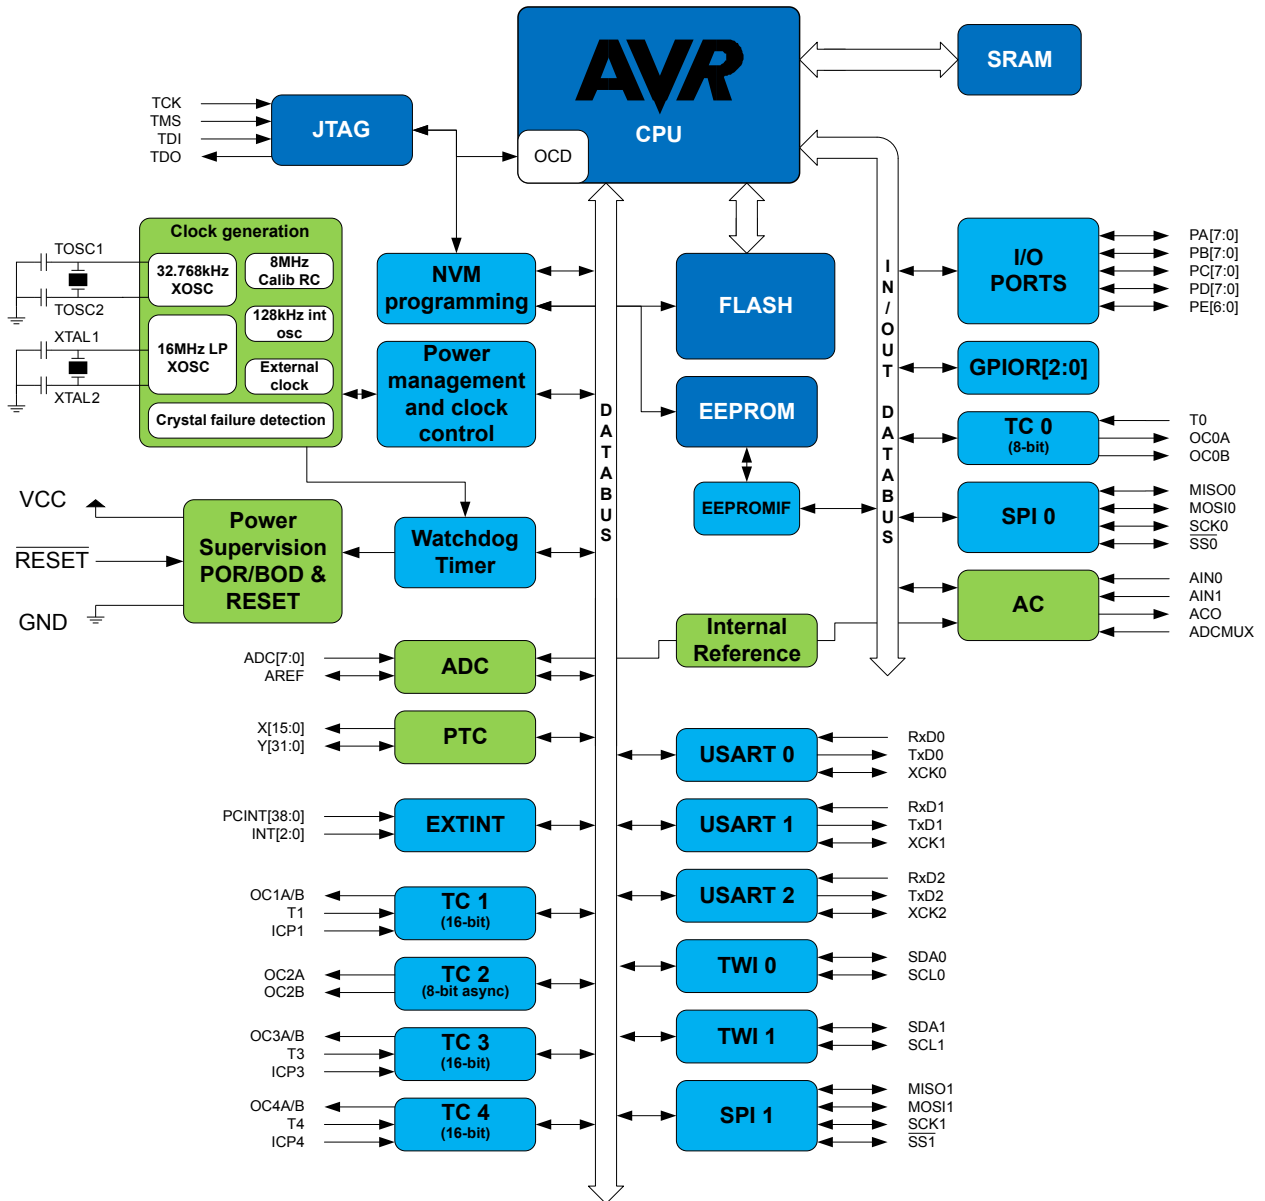 AVR
CPU
OCD
SRAM
TCK
TMS
TDI
TDO
JTAG
Clock generation
TOSC1
TOSC2
32.768kHz
XOSC
8MHz
Calib RC
128kHz int
osc
XTAL1
XTAL2
16MHz LP
XOSC
External
clock
Crystal failure detection
NVM
programming
FLASH
Power
management
and clock
control
EEPROM
EEPROMIF
DATABUS
IN/OUT DATABUS
I/O
PORTS
PA[7:0]
PB[7:0]
PC[7:0]
PD[7:0]
PE[6:0]
GPIOR[2:0]
TC 0
(8-bit)
T0
OC0A
OC0B
SPI 0
MISO0
MOSI0
SCK0
SS0
AC
AIN0
AIN1
ACO
ADCMUX
VCC
RESET
GND
Power
Supervision
POR/BOD &
RESET
Watchdog
Timer
Internal
Reference
ADC[7:0]
AREF
ADC
X[15:0]
Y[31:0]
PTC
PCINT[38:0]
INT[2:0]
EXTINT
OC1A/B
T1
ICP1
TC 1
(16-bit)
OC2A
OC2B
TC 2
(8-bit async)
OC3A/B
T3
ICP3
TC 3
(16-bit)
OC4A/B
T4
ICP4
TC 4
(16-bit)
USART 0
RxD0
TxD0
XCK0
USART 1
RxD1
TxD1
XCK1
USART 2
RxD2
TxD2
XCK2
TWI 0
SDA0
SCL0
TWI 1
SDA1
SCL1
SPI 1
MISO1
MOSI1
SCK1
SS1